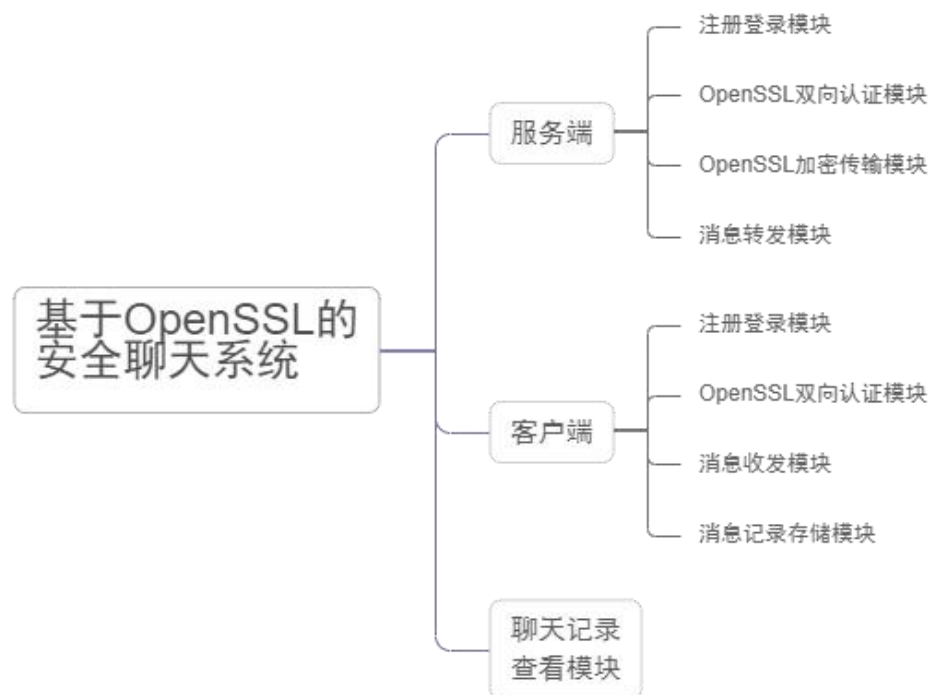 基于OpenSSL的
安全聊天系统
服务端
注册登录模块
OpenSSL双向认证模块
OpenSSL加密传输模块
消息转发模块
客户端
注册登录模块
OpenSSL双向认证模块
消息收发模块
消息记录存储模块
聊天记录
查看模块